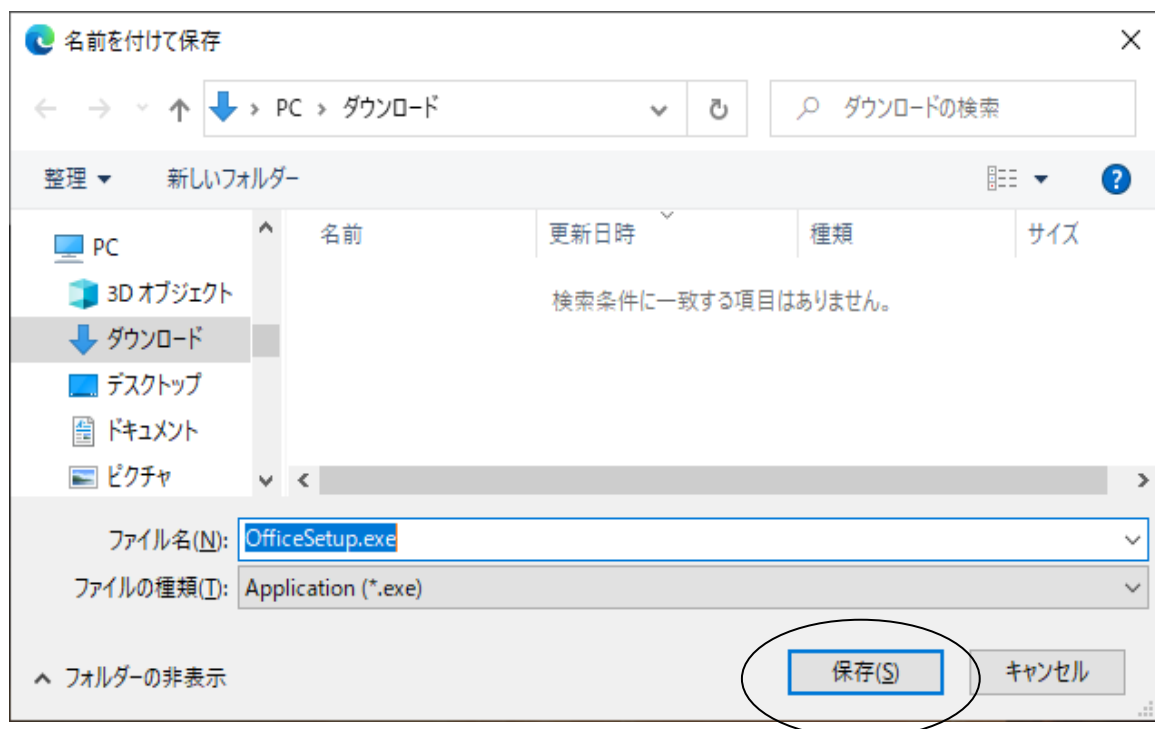 名前を付けて保存
PC › ダウンロード
ダウンロードの検索
整理
新しいフォルダー
名前
更新日時
種類
サイズ
PC
3D オブジェクト
ダウンロード
デスクトップ
ドキュメント
ピクチャ
検索条件に一致する項目はありません。
ファイル名(N): OfficeSetup.exe
ファイルの種類(T): Application (*.exe)
フォルダーの非表示
保存(S)
キャンセル